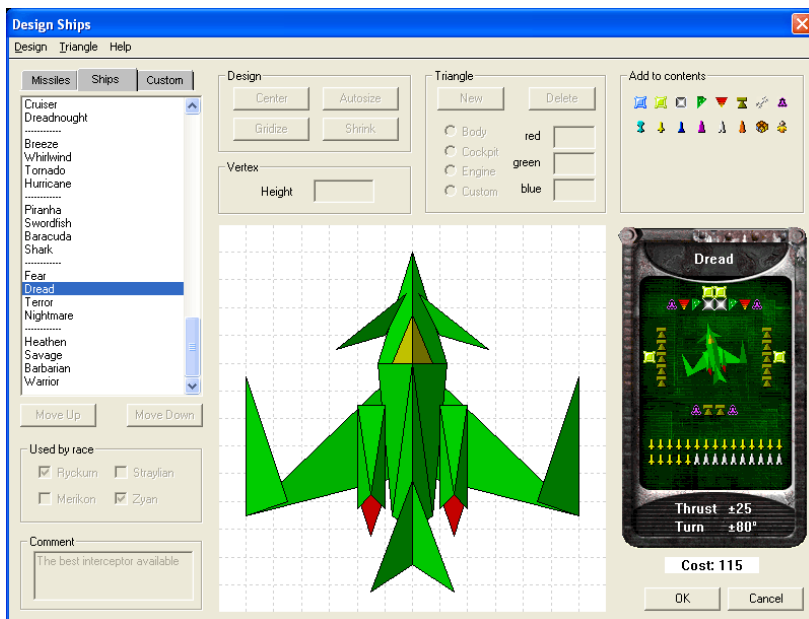 Design Ships
Design Triangle Help
Missiles Ships Custom
Cruiser
Dreadnought
------------
Breeze
Whirlwind
Tornado
Hurricane
------------
Piranha
Swordfish
Baracuda
Shark
------------
Fear
Dread
Terror
Nightmare
------------
Heathen
Savage
Barbarian
Warrior
Move Up Move Down
Used by race
Ryckum Straylian
Merikon Zyan
Comment
The best interceptor available
Design
Center Autosize
Gridize Shrink
Vertex
Height
Triangle
New Delete
Body
Cockpit
Engine
Custom
red
green
blue
Add to contents
Dread
Thrust ±25
Turn ±80°
Cost: 115
OK Cancel